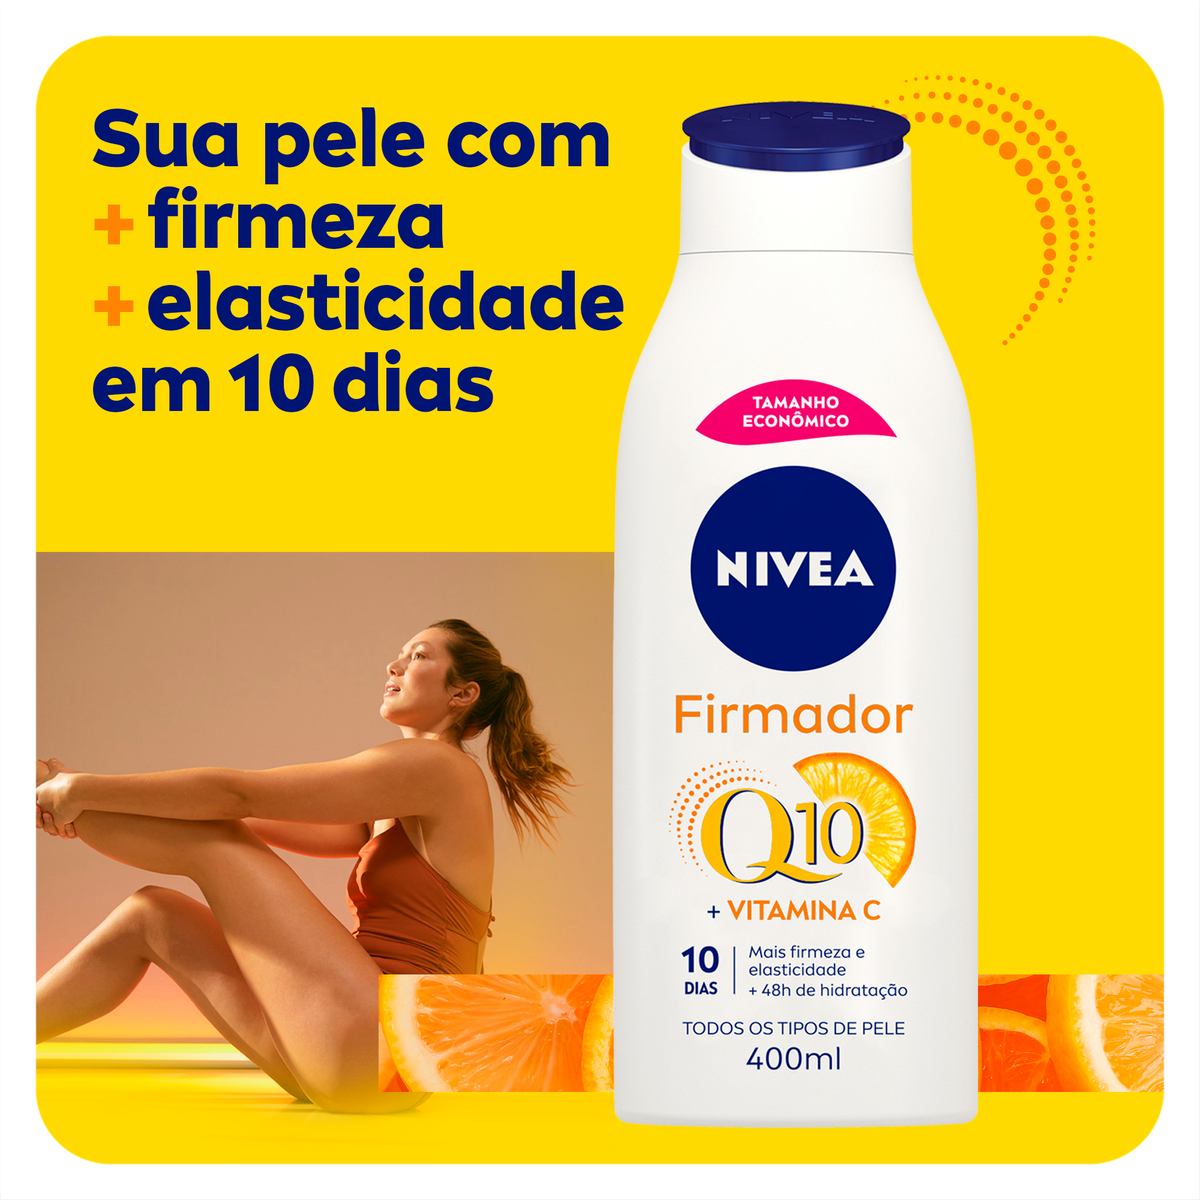 Sua pele com
+ firmeza
+ elasticidade
em 10 dias
NIVEA
TAMANHO
ECONÔMICO
NIVEA
Firmador
Q10
+ VITAMINA C
10
DIAS
Mais firmeza e
elasticidade
+ 48h de hidratação
TODOS OS TIPOS DE PELE
400ml